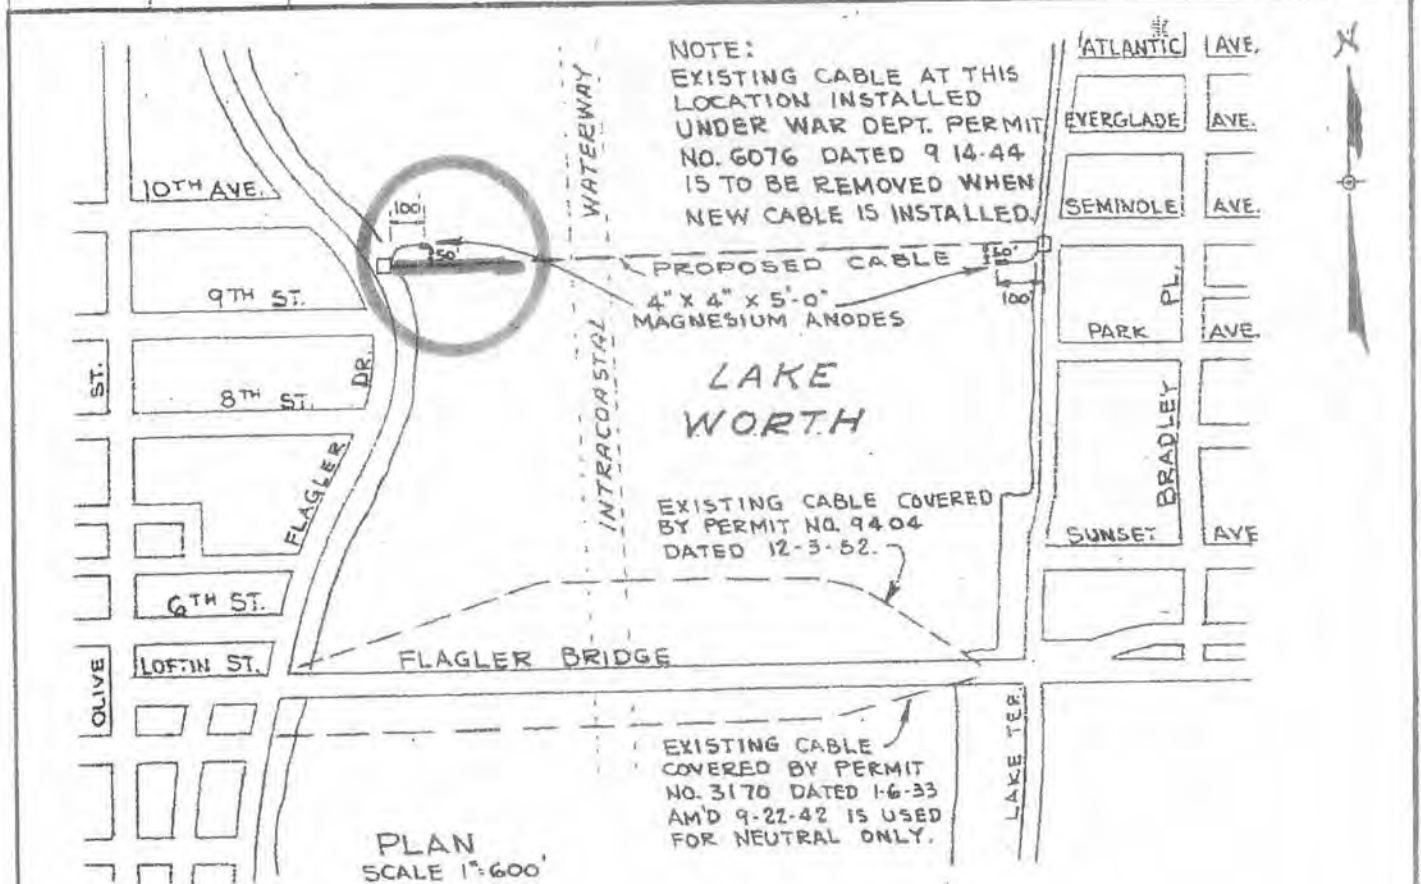 NOTE:
EXISTING CABLE AT THIS
LOCATION INSTALLED
UNDER WAR DEPT. PERMIT
NO. 6076 DATED 9 14-44
IS TO BE REMOVED WHEN
NEW CABLE IS INSTALLED.
ATLANTIC AVE.
EVERGLADE AVE.
SEMINOLE AVE.
PARK AVE.
SUNSET AVE
BRADLEY PL.
N
WATERWAY
INTRACOASTAL
10TH AVE.
100
50'
PROPOSED CABLE
50'
100
4" X 4" X 5'-0"
MAGNESIUM ANODES
9TH ST.
8TH ST.
FLAGLER DR.
6TH ST.
LOFTIN ST.
OLIVE ST.
LAKE
WORTH
EXISTING CABLE COVERED
BY PERMIT NO. 9404
DATED 12-3-52.
FLAGLER BRIDGE
EXISTING CABLE
COVERED BY PERMIT
NO. 3170 DATED 1-6-33
AM'D 9-22-42 IS USED
FOR NEUTRAL ONLY.
LAKE TER.
PLAN
SCALE 1"=600'